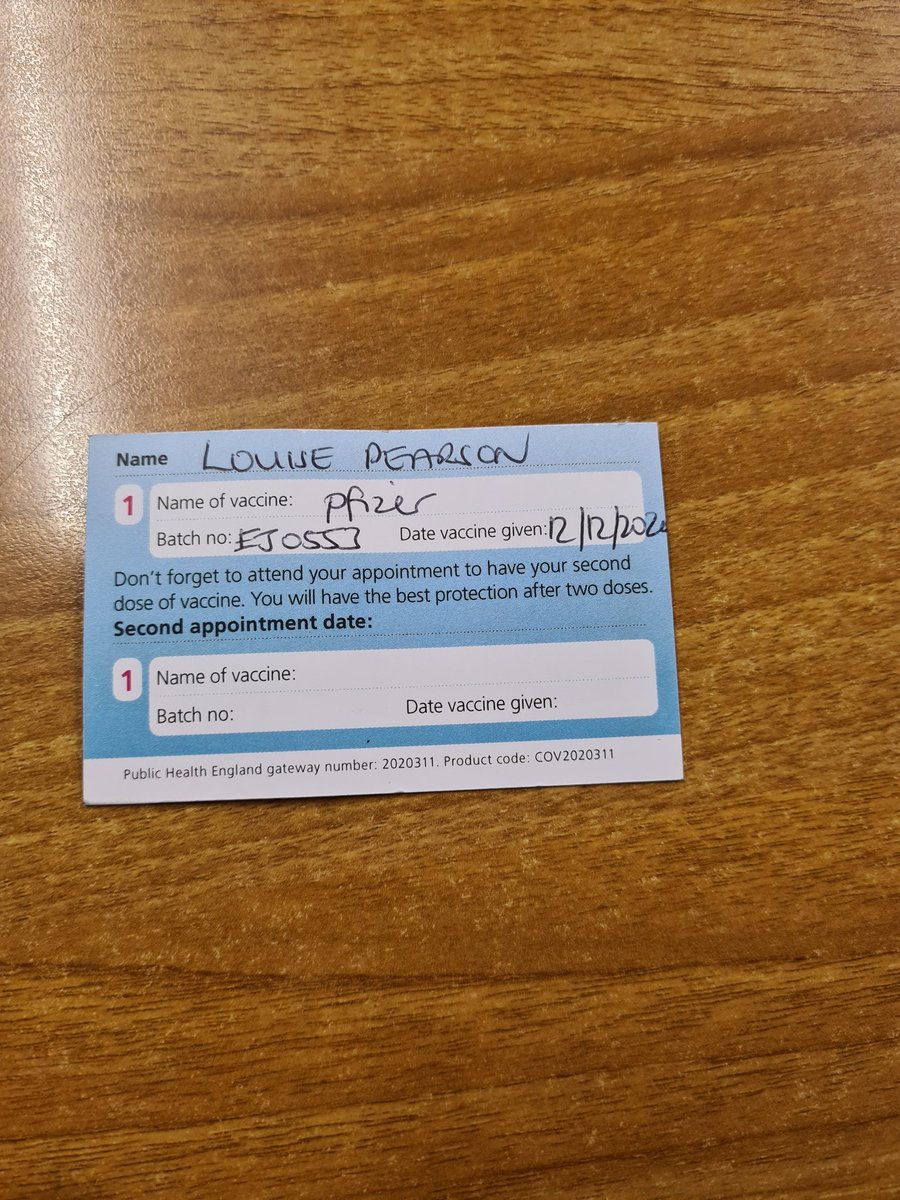 Name LOUISE PEARSON
1 Name of vaccine: Pfizer
Batch no: EJ0553 Date vaccine given: 12/12/2020
Don't forget to attend your appointment to have your second
dose of vaccine. You will have the best protection after two doses.
Second appointment date:
1 Name of vaccine:
Batch no: Date vaccine given:
Public Health England gateway number: 2020311. Product code: COV2020311